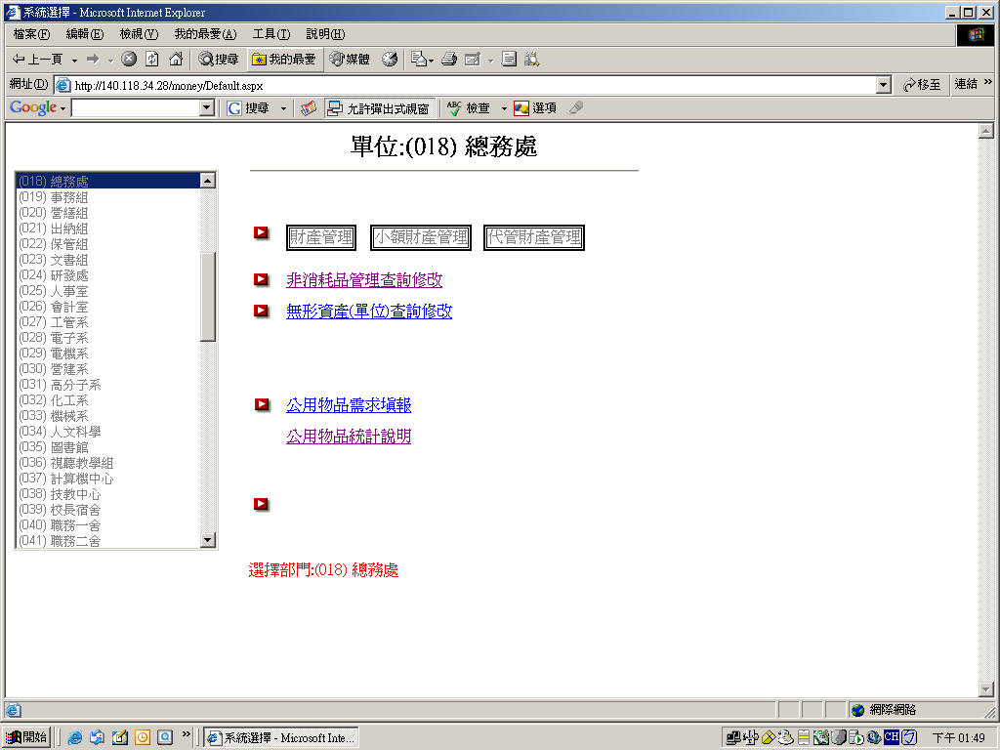 系統選擇 - Microsoft Internet Explorer
檔案(F) 編輯(E) 檢視(V) 我的最愛(A) 工具(T) 說明(H)
上一頁 搜尋 我的最愛 媒體
網址(D) http://140.118.34.28/money/Default.aspx 移至 連結 »
Google 搜尋 允許彈出式視窗 ABC 檢查 選項
單位:(018) 總務處
(018) 總務處
(019) 事務組
(020) 營繕組
(021) 出納組
(022) 保管組
(023) 文書組
(024) 研發處
(025) 人事室
(026) 會計室
(027) 工管系
(028) 電子系
(029) 電機系
(030) 營建系
(031) 高分子系
(032) 化工系
(033) 機械系
(034) 人文科學
(035) 圖書館
(036) 視聽教學組
(037) 計算機中心
(038) 技教中心
(039) 校長宿舍
(040) 職務一舍
(041) 職務二舍
財產管理 小額財產管理 代管財產管理
非消耗品管理查詢修改
無形資產(單位)查詢修改
公用物品需求填報
公用物品統計說明
選擇部門:(018) 總務處
網際網路
開始 » 系統選擇 - Microsoft Inte... CH 下午 01:49